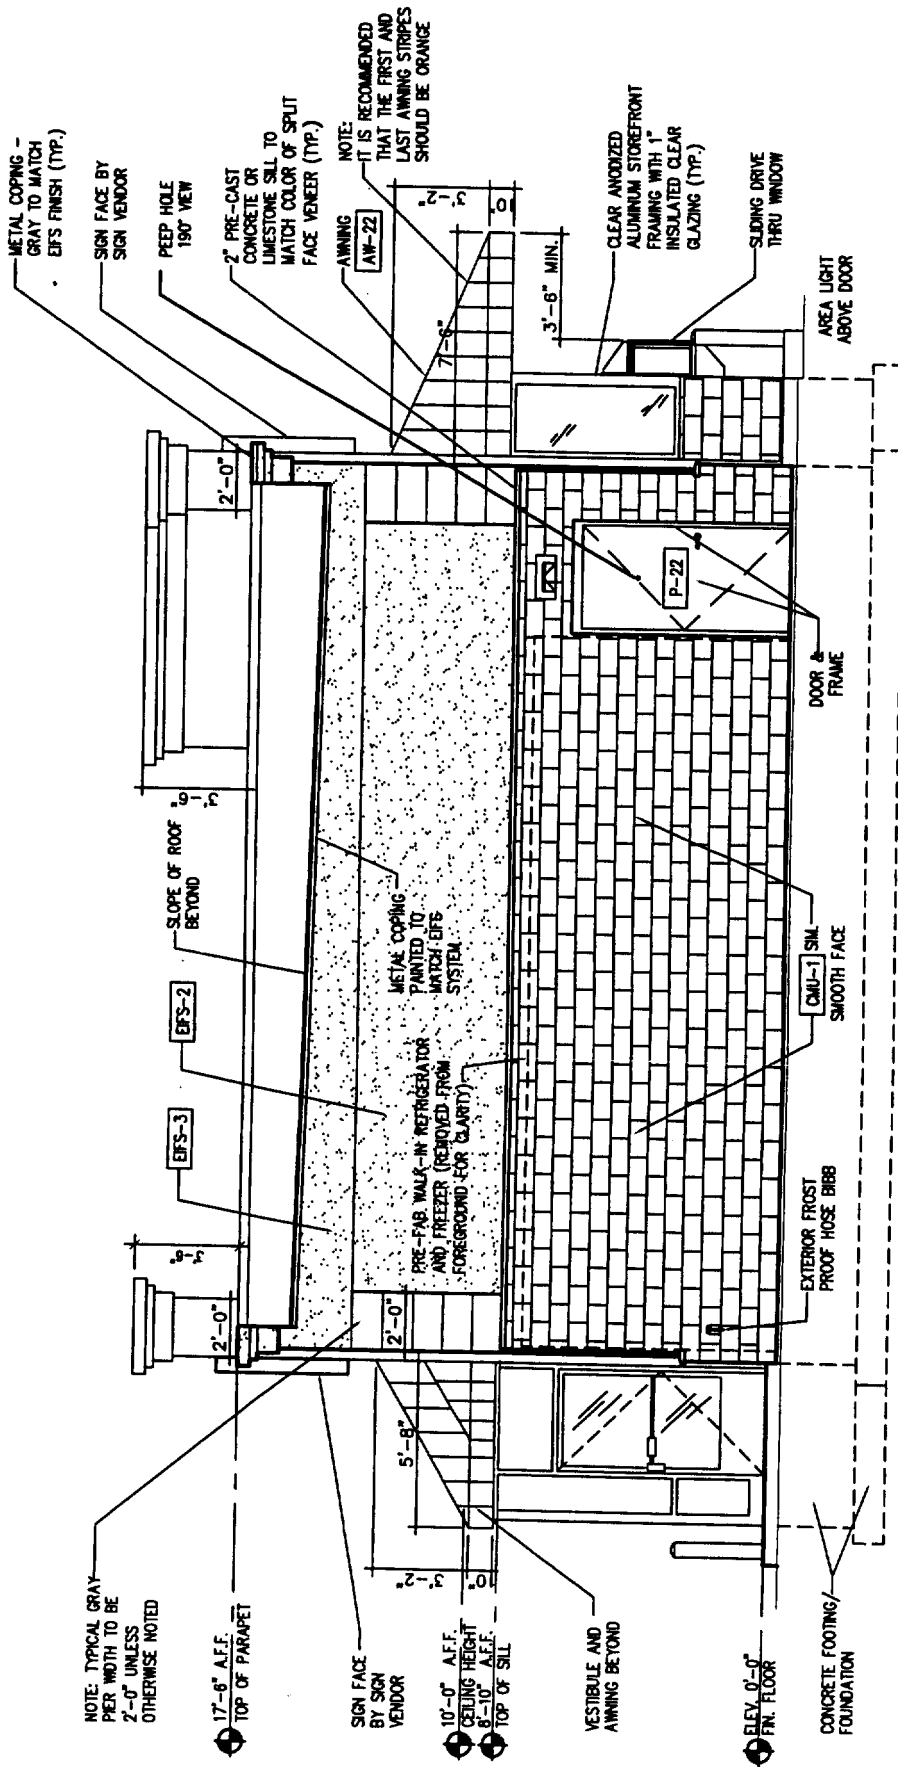 NOTE: TYPICAL GRAY
PIER WIDTH TO BE
2'-0" UNLESS
OTHERWISE NOTED
17'-6" A.F.F.
TOP OF PARAPET
SIGN FACE
BY SIGN
VENDOR
10'-0" A.F.F.
CEILING HEIGHT
8'-10" A.F.F.
TOP OF SILL
VESTIBULE AND
AWNING BEYOND
ELEV. 0'-0"
FIN. FLOOR
CONCRETE FOOTING/
FOUNDATION
2'-0"
5'-8"
3'-2"
10"
2'-0"
EIFS-3
EIFS-2
SLOPE OF ROOF
BEYOND
3'-6"
2'-0"
PRE-FAB WALK-IN REFRIGERATOR
AND FREEZER (REMOVED FROM
FOREGROUND FOR CLARITY)
METAL COPING
PAINTED TO
MATCH EIFS
SYSTEM
EXTERIOR FROST
PROOF HOSE BIBB
CMU-1 SIM.
SMOOTH FACE
DOOR &
FRAME
P-22
METAL COPING -
GRAY TO MATCH
EIFS FINISH (TYP.)
SIGN FACE BY
SIGN VENDOR
PEEP HOLE
190° VIEW
2" PRE-CAST
CONCRETE OR
LIMESTONE SILL TO
MATCH COLOR OF SPLIT
FACE VENEER (TYP.)
AWNING
AW-22
NOTE:
IT IS RECOMMENDED
THAT THE FIRST AND
LAST AWNING STRIPES
SHOULD BE ORANGE
3'-2"
10"
7'-6"
3'-6" MIN.
CLEAR ANODIZED
ALUMINUM STOREFRONT
FRAMING WITH 1"
INSULATED CLEAR
GLAZING (TYP.)
SLIDING DRIVE
THRU WINDOW
AREA LIGHT
ABOVE DOOR